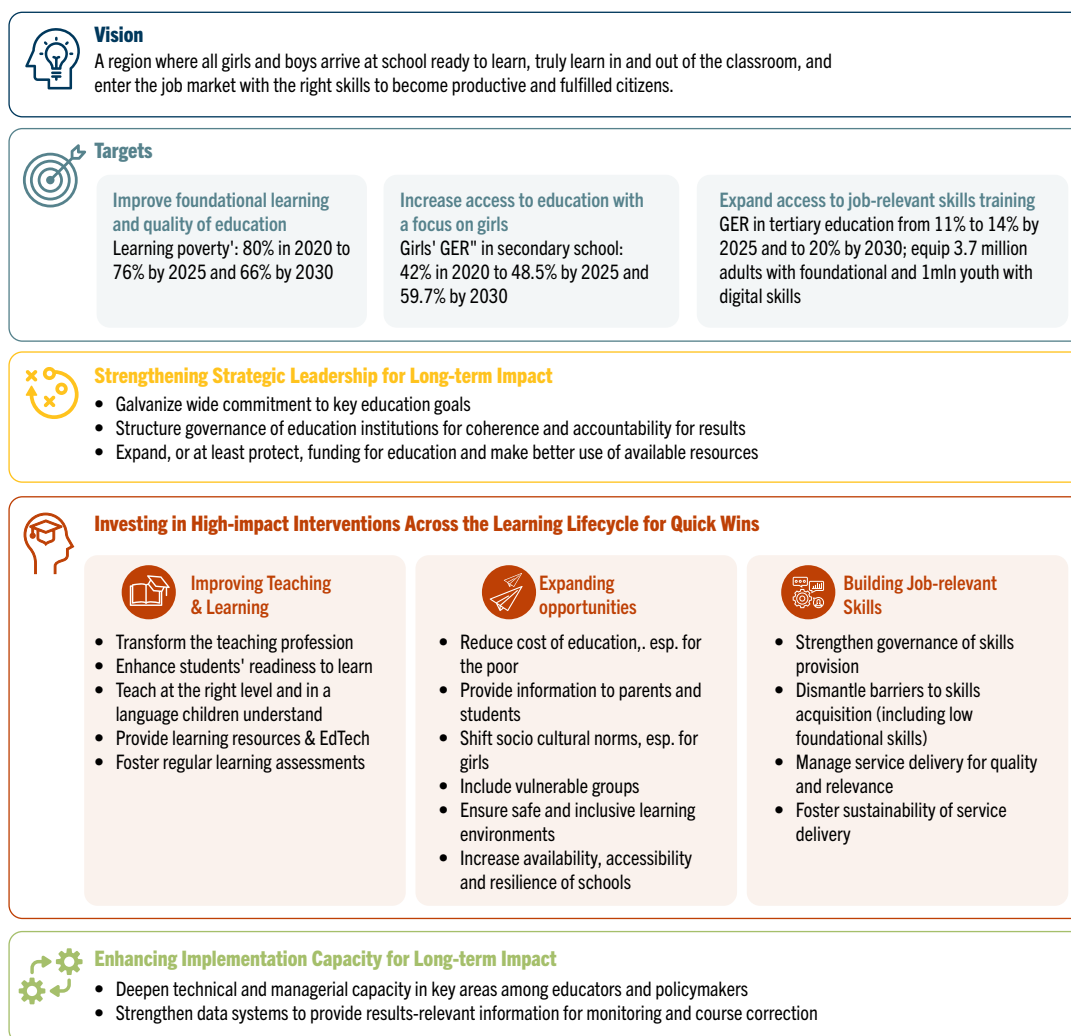 Vision
A region where all girls and boys arrive at school ready to learn, truly learn in and out of the classroom, and
enter the job market with the right skills to become productive and fulfilled citizens.
Targets
Improve foundational learning
and quality of education
Learning poverty': 80% in 2020 to
76% by 2025 and 66% by 2030
Increase access to education with
a focus on girls
Girls' GER" in secondary school:
42% in 2020 to 48.5% by 2025 and
59.7% by 2030
Expand access to job-relevant skills training
GER in tertiary education from 11% to 14% by
2025 and to 20% by 2030; equip 3.7 million
adults with foundational and 1mln youth with
digital skills
Strengthening Strategic Leadership for Long-term Impact
• Galvanize wide commitment to key education goals
• Structure governance of education institutions for coherence and accountability for results
• Expand, or at least protect, funding for education and make better use of available resources
Investing in High-impact Interventions Across the Learning Lifecycle for Quick Wins
Improving Teaching
& Learning
• Transform the teaching profession
• Enhance students' readiness to learn
• Teach at the right level and in a
language children understand
• Provide learning resources & EdTech
• Foster regular learning assessments
Expanding
opportunities
• Reduce cost of education,. esp. for
the poor
• Provide information to parents and
students
• Shift socio cultural norms, esp. for
girls
• Include vulnerable groups
• Ensure safe and inclusive learning
environments
• Increase availability, accessibility
and resilience of schools
Building Job-relevant
Skills
• Strengthen governance of skills
provision
• Dismantle barriers to skills
acquisition (including low
foundational skills)
• Manage service delivery for quality
and relevance
• Foster sustainability of service
delivery
Enhancing Implementation Capacity for Long-term Impact
• Deepen technical and managerial capacity in key areas among educators and policymakers
• Strengthen data systems to provide results-relevant information for monitoring and course correction